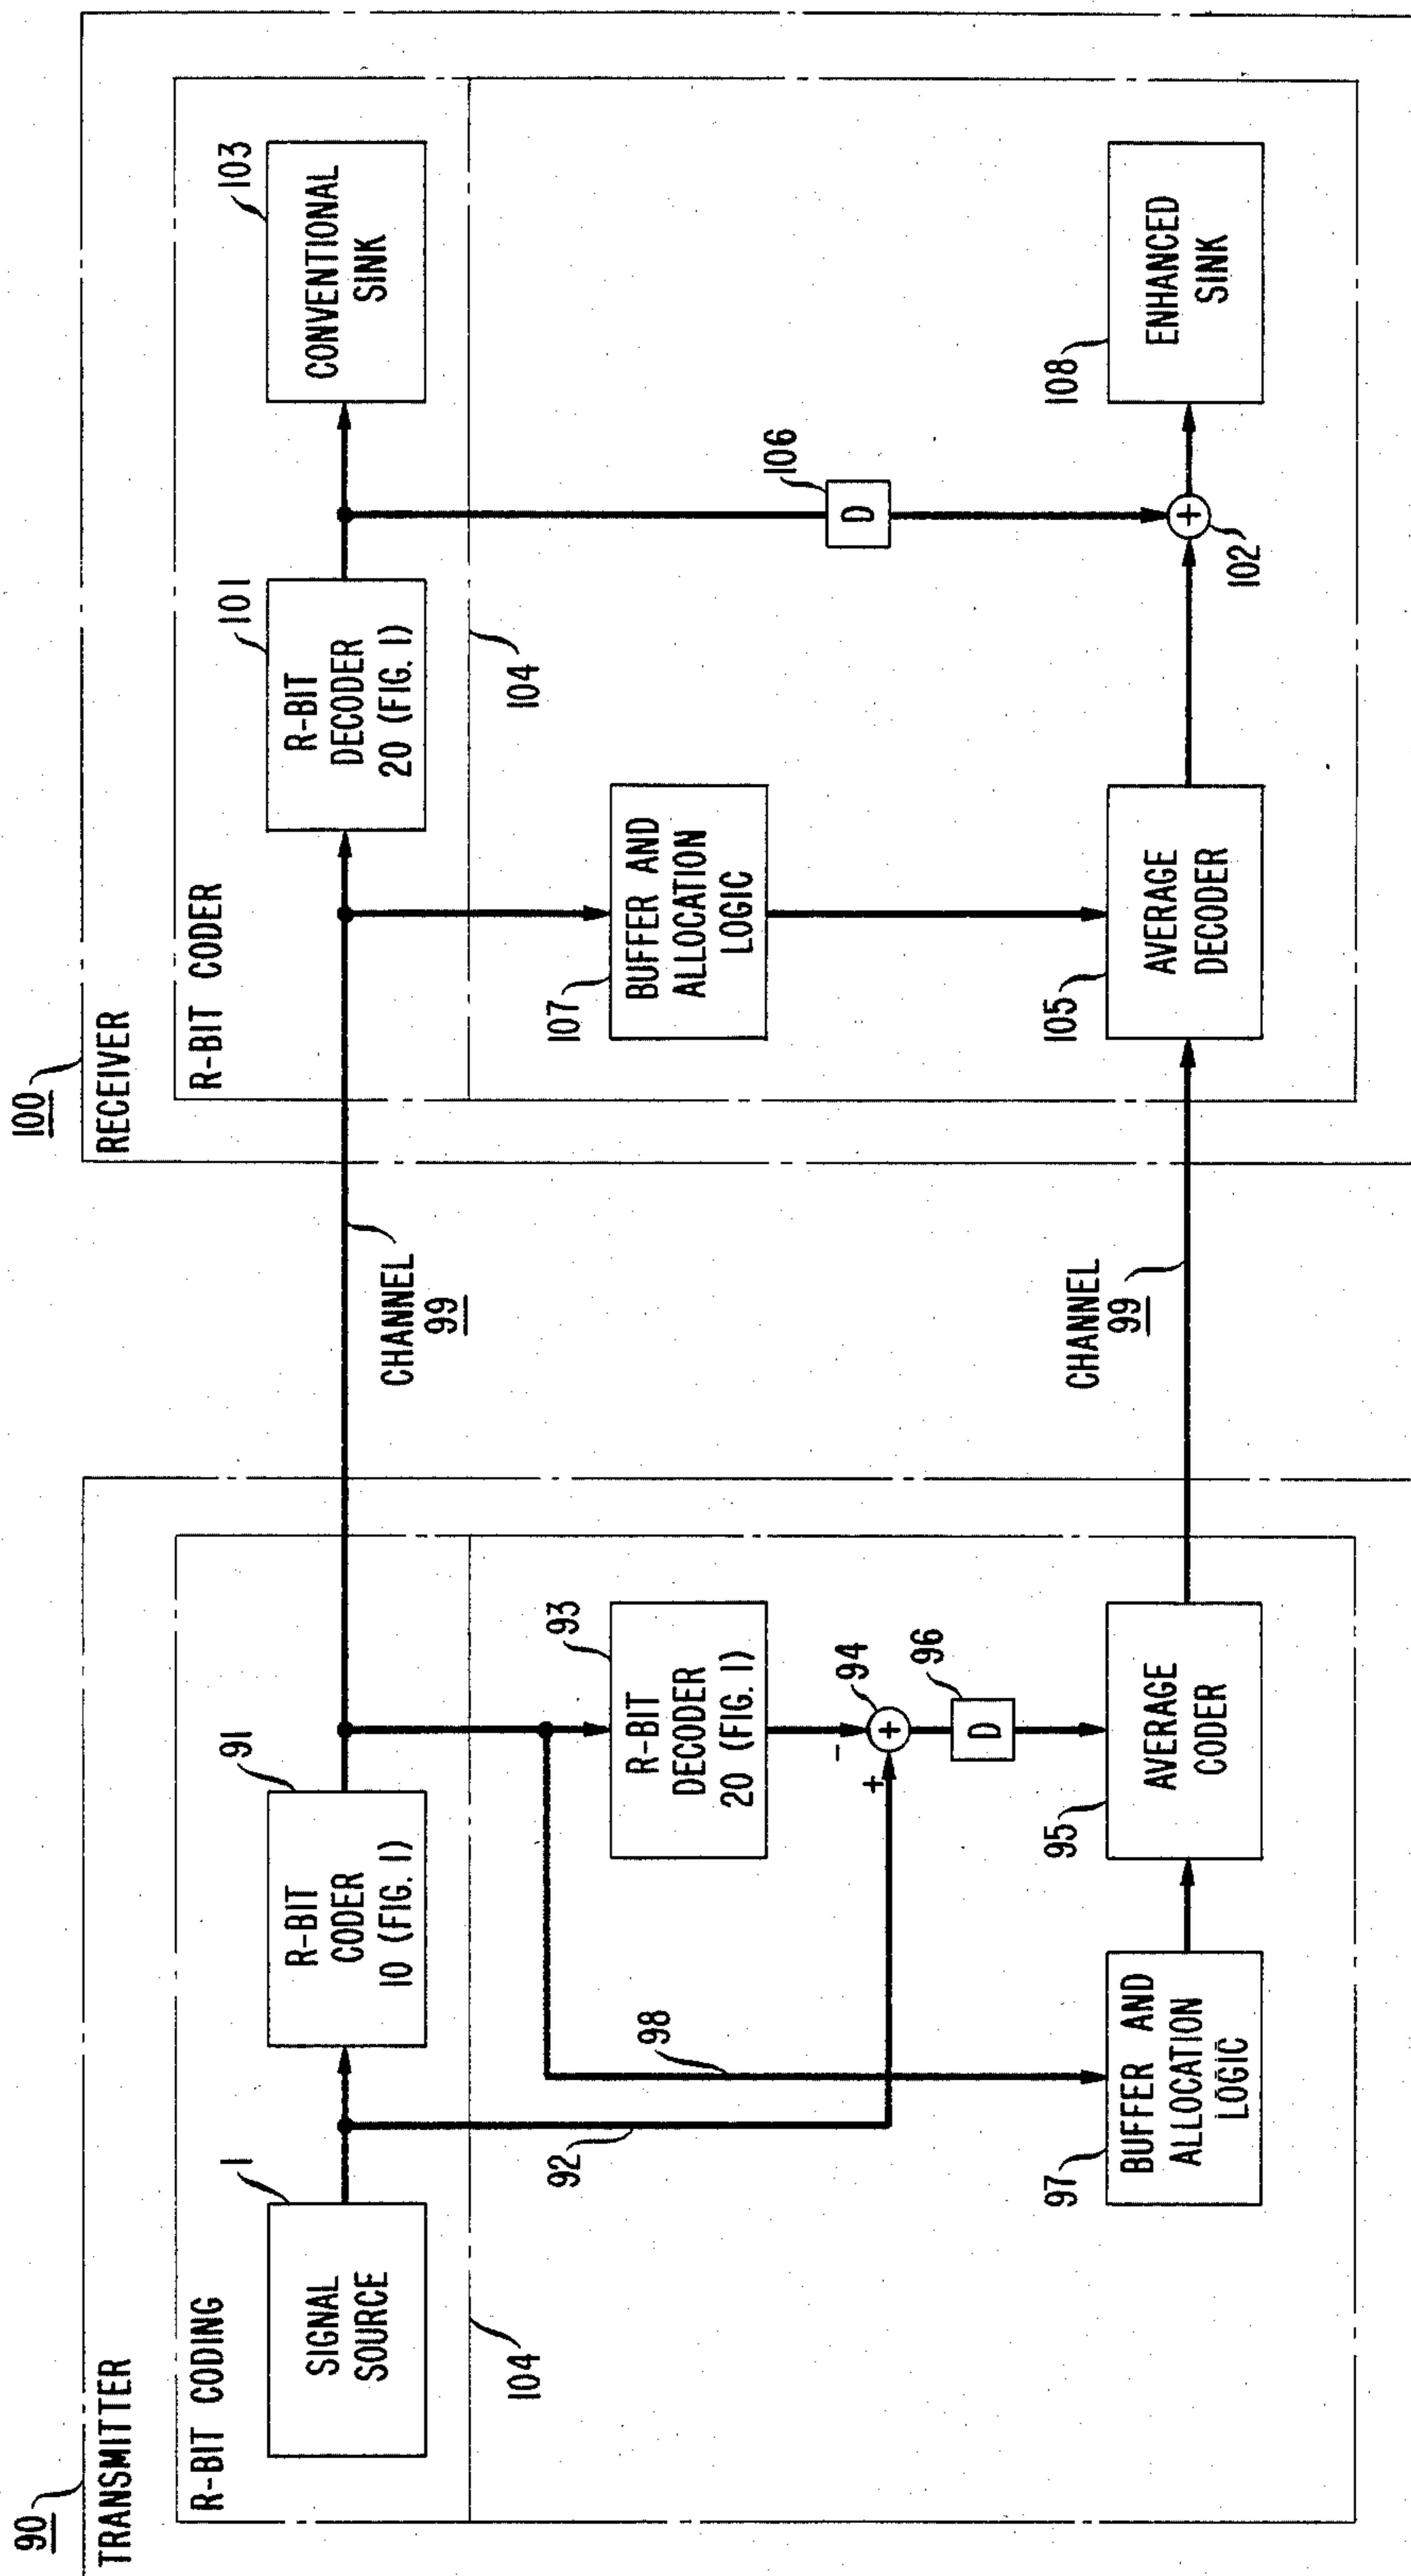 90
TRANSMITTER
R-BIT CODING
SIGNAL
SOURCE
1
R-BIT
CODER
10 (FIG. 1)
91
104
92
98
R-BIT
DECODER
20 (FIG. 1)
93
-
+
+
94
D
96
BUFFER AND
ALLOCATION
LOGIC
97
AVERAGE
CODER
95
CHANNEL
99
CHANNEL
99
100
RECEIVER
R-BIT CODER
R-BIT
DECODER
20 (FIG. 1)
101
CONVENTIONAL
SINK
103
104
BUFFER AND
ALLOCATION
LOGIC
107
D
106
AVERAGE
DECODER
105
+
102
ENHANCED
SINK
108